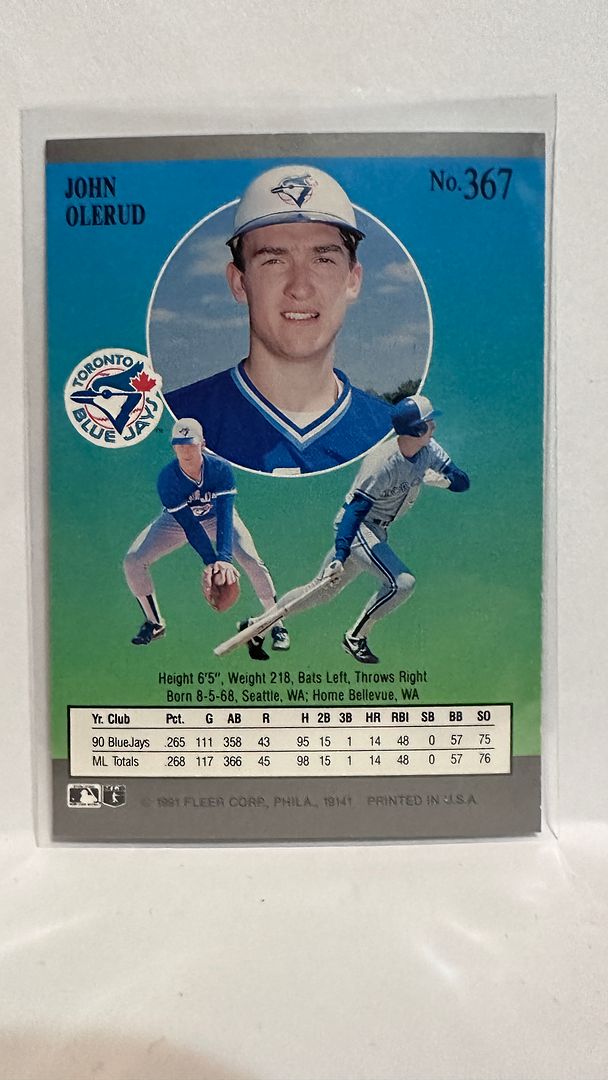 JOHN
OLERUD
No. 367
TORONTO
BLUE JAYS
TM
Height 6'5", Weight 218, Bats Left, Throws Right
Born 8-5-68, Seattle, WA; Home Bellevue, WA
Yr. Club Pct. G AB R H 2B 3B HR RBI SB BB SO
90 BlueJays .265 111 358 43 95 15 1 14 48 0 57 75
ML Totals .268 117 366 45 98 15 1 14 48 0 57 76
© 1991 FLEER CORP., PHILA., 19141 PRINTED IN U.S.A.